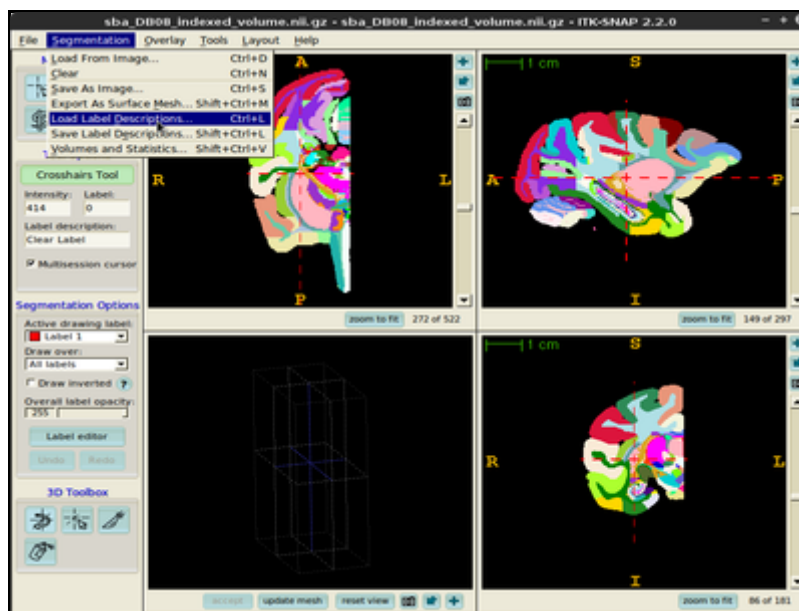 sba_DB08_indexed_volume.nii.gz - sba_DB08_indexed_volume.nii.gz - ITK-SNAP 2.2.0
File Segmentation Overlay Tools Layout Help
Load From Image... Ctrl+O
Clear Ctrl+N
Save As Image... Ctrl+S
Export As Surface Mesh... Shift+Ctrl+M
Load Label Descriptions... Ctrl+L
Save Label Descriptions... Shift+Ctrl+L
Volumes and Statistics... Shift+Ctrl+V
Crosshairs Tool
Intensity: Label:
414 0
Label description:
Clear Label
Multisession cursor
Segmentation Options
Active drawing label:
Label 1
Draw over:
All labels
Draw inverted ?
Overall label opacity:
255
Label editor
Undo Redo
3D Toolbox
A
R L
P
zoom to fit 272 of 522
1 cm
S
A P
I
zoom to fit 149 of 297
accept update mesh reset view
1 cm
S
R L
I
zoom to fit 86 of 181